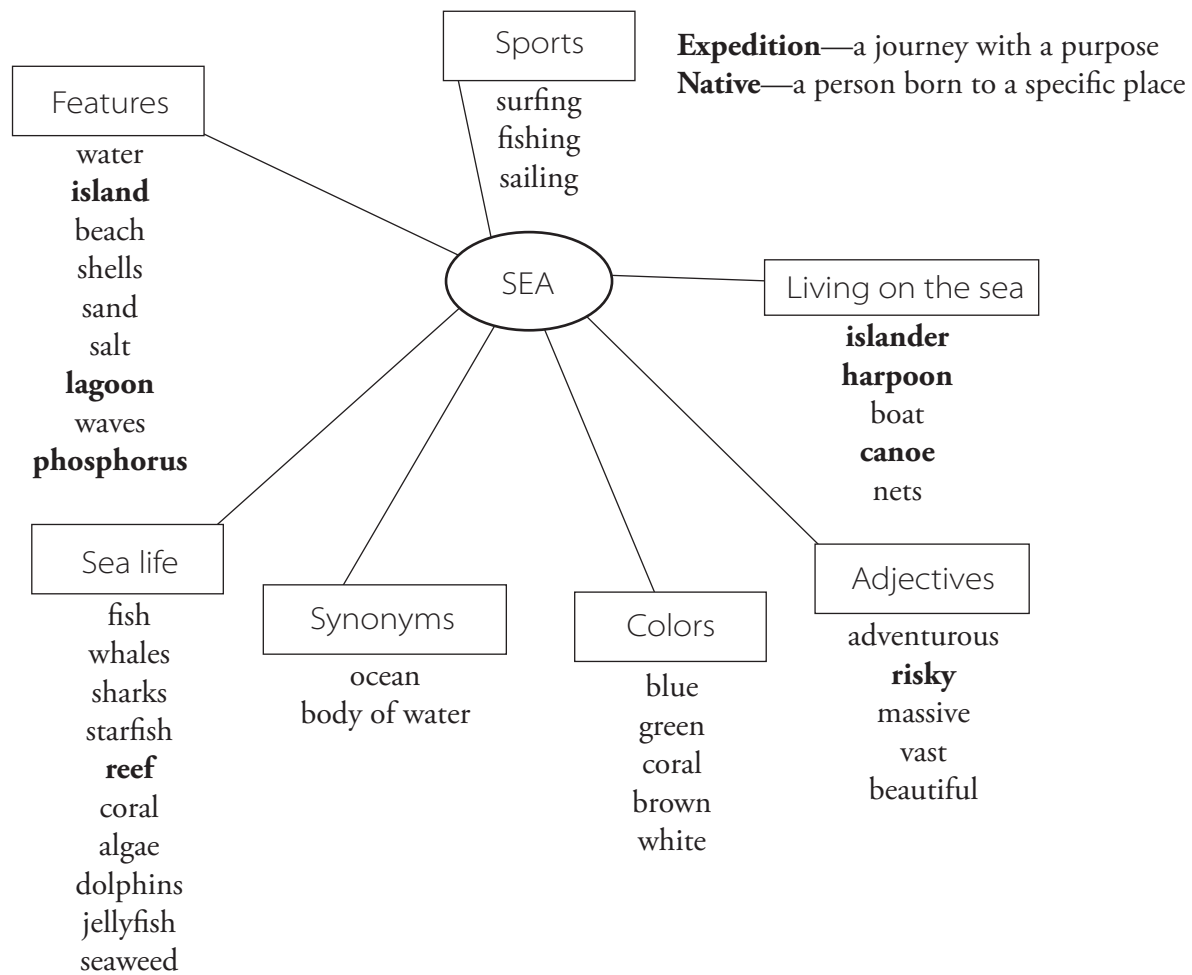 Sports
surfing
fishing
sailing
Expedition—a journey with a purpose
Native—a person born to a specific place
Features
water
island
beach
shells
sand
salt
lagoon
waves
phosphorus
SEA
Living on the sea
islander
harpoon
boat
canoe
nets
Sea life
fish
whales
sharks
starfish
reef
coral
algae
dolphins
jellyfish
seaweed
Synonyms
ocean
body of water
Colors
blue
green
coral
brown
white
Adjectives
adventurous
risky
massive
vast
beautiful